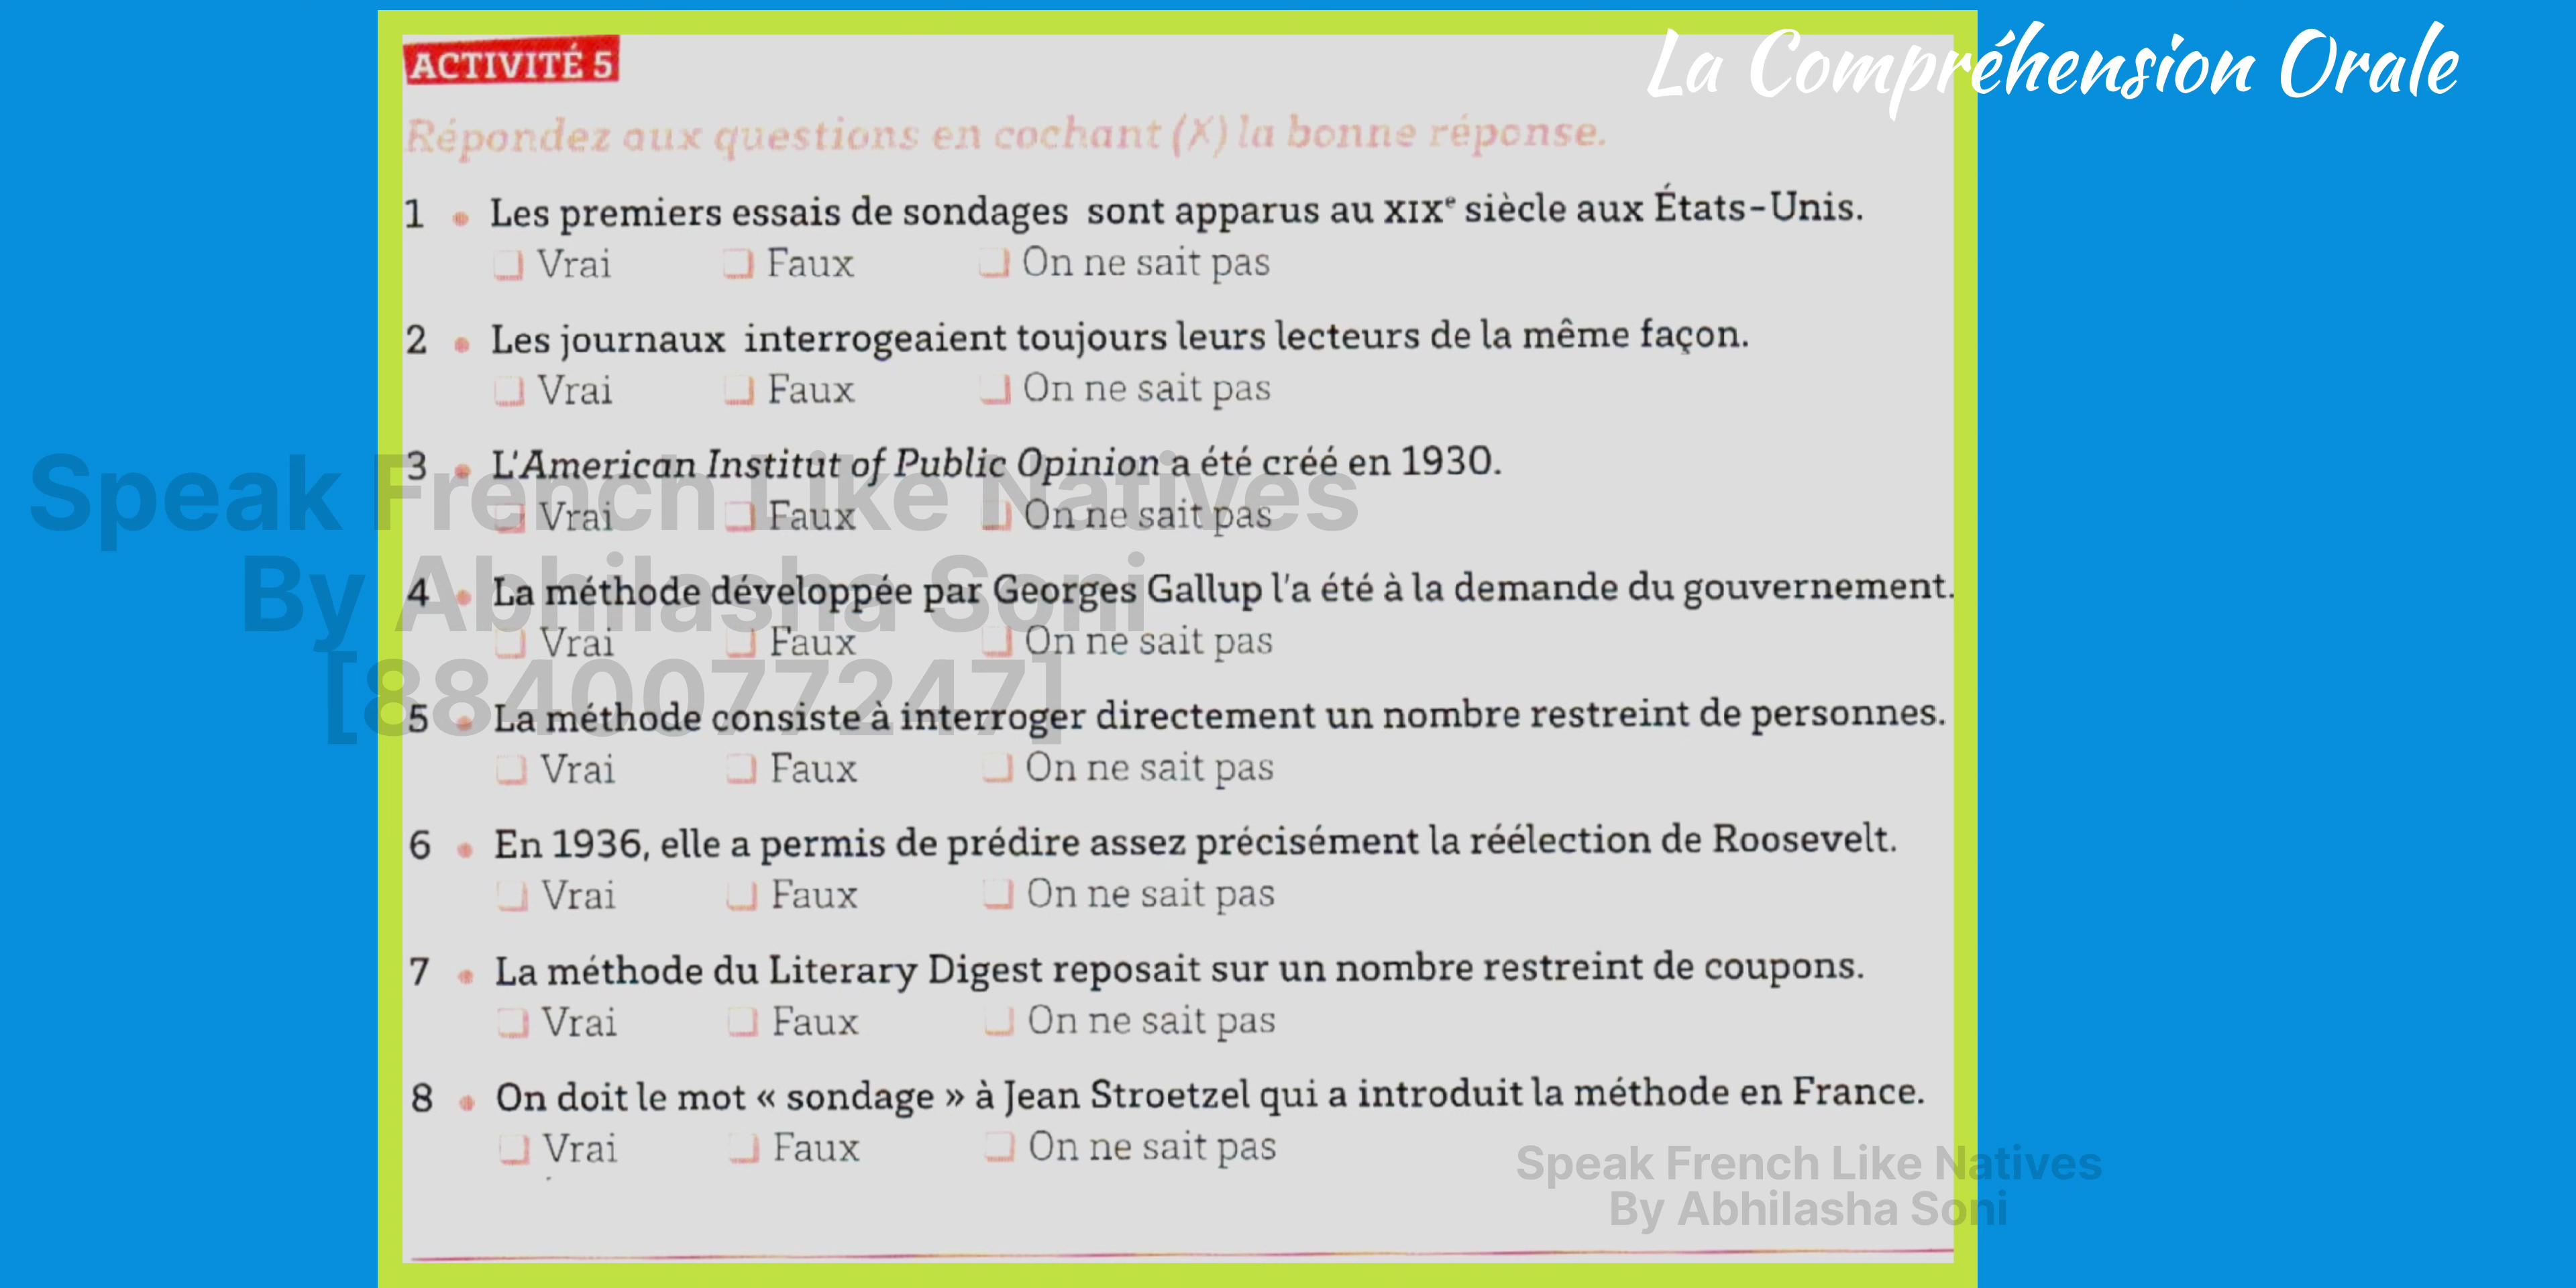 La Compréhension Orale
ACTIVITÉ 5
Répondez aux questions en cochant (X) la bonne réponse.
1 • Les premiers essais de sondages sont apparus au XIXe siècle aux États-Unis.
Vrai Faux On ne sait pas
2 • Les journaux interrogeaient toujours leurs lecteurs de la même façon.
Vrai Faux On ne sait pas
3 • L'American Institut of Public Opinion a été créé en 1930.
Vrai Faux On ne sait pas
4 • La méthode développée par Georges Gallup l'a été à la demande du gouvernement.
Vrai Faux On ne sait pas
5 • La méthode consiste à interroger directement un nombre restreint de personnes.
Vrai Faux On ne sait pas
6 • En 1936, elle a permis de prédire assez précisément la réélection de Roosevelt.
Vrai Faux On ne sait pas
7 • La méthode du Literary Digest reposait sur un nombre restreint de coupons.
Vrai Faux On ne sait pas
8 • On doit le mot « sondage » à Jean Stroetzel qui a introduit la méthode en France.
Vrai Faux On ne sait pas
Speak French Like Natives
By Abhilasha Soni
[8840077247]
Speak French Like Natives
By Abhilasha Soni